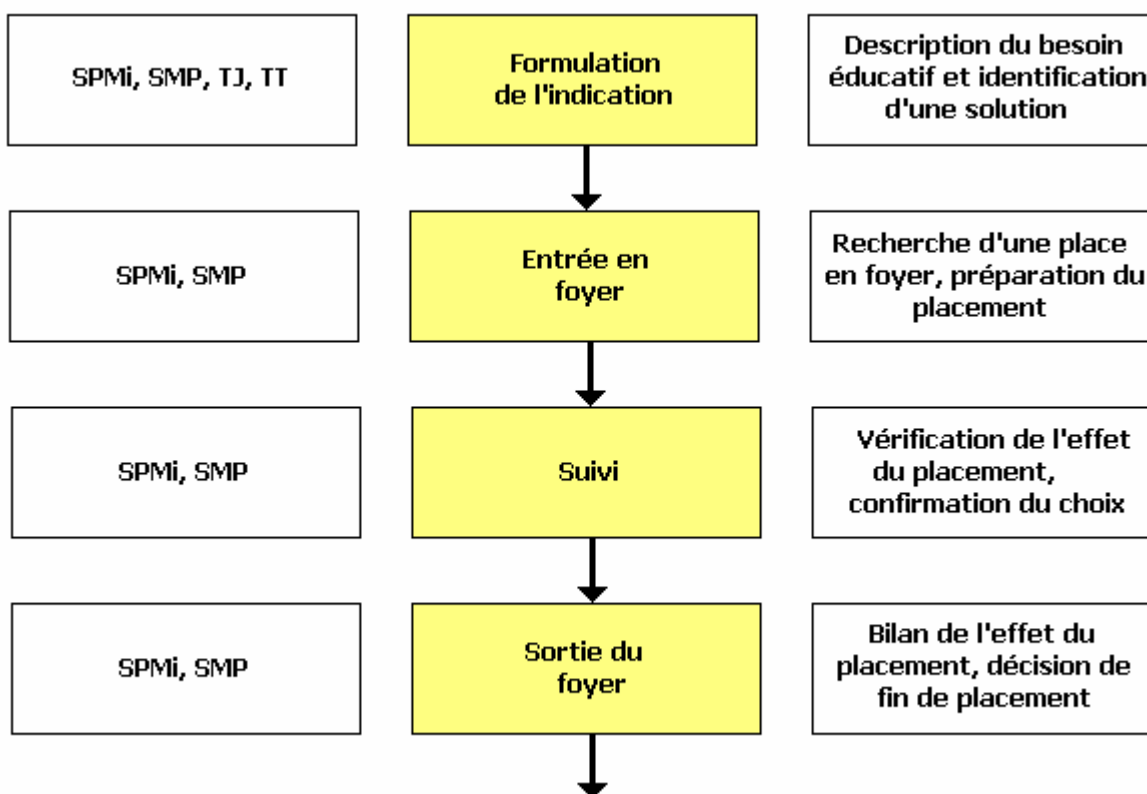 SPMi, SMP, TJ, TT
Formulation
de l'indication
Description du besoin
éducatif et identification
d'une solution
SPMi, SMP
Entrée en
foyer
Recherche d'une place
en foyer, préparation du
placement
SPMi, SMP
Suivi
Vérification de l'effet
du placement,
confirmation du choix
SPMi, SMP
Sortie du
foyer
Bilan de l'effet du
placement, décision de
fin de placement